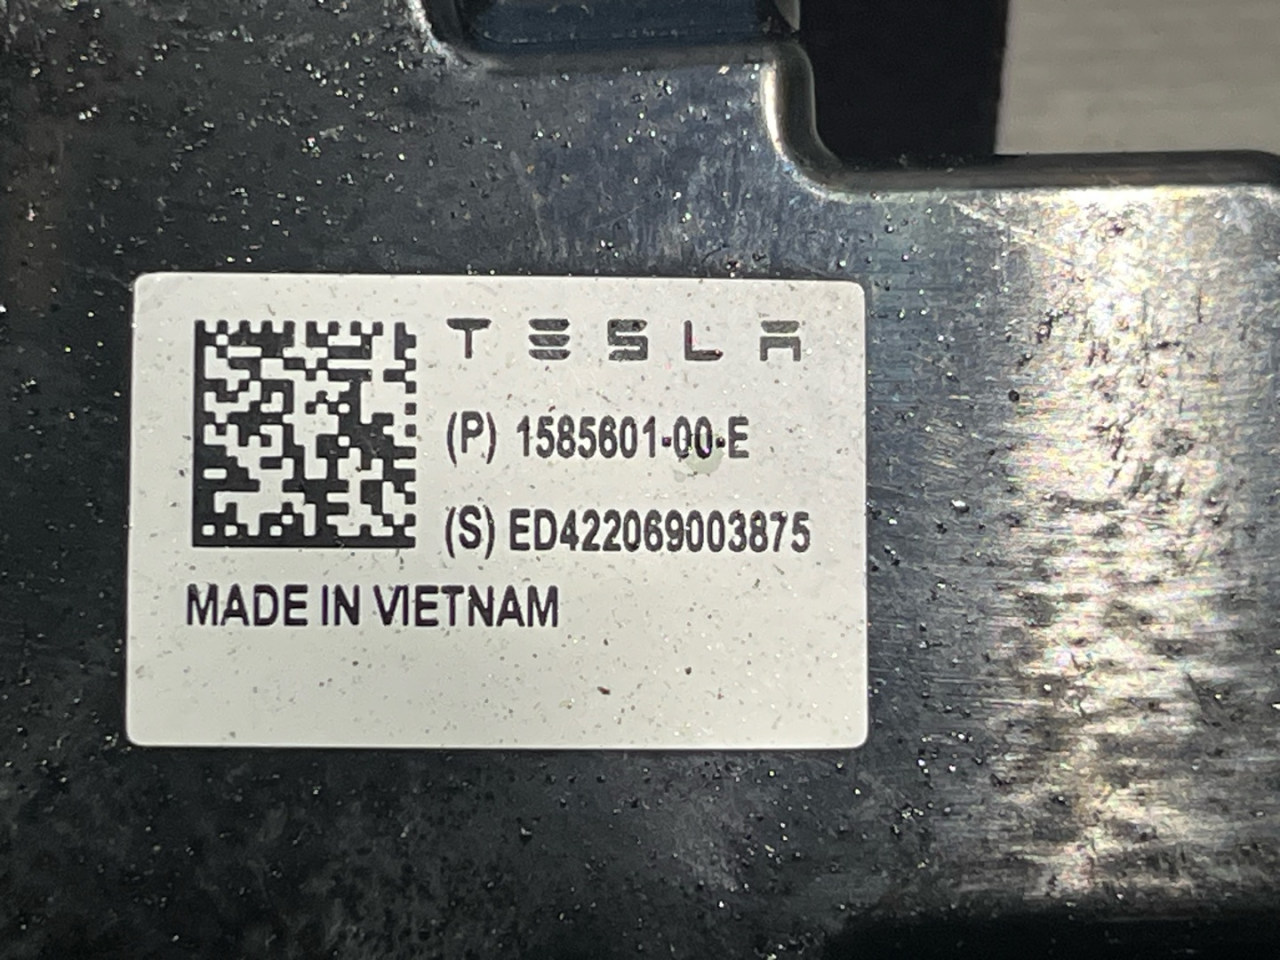 TESLA
(P) 1585601-00-E
(S) ED422069003875
MADE IN VIETNAM